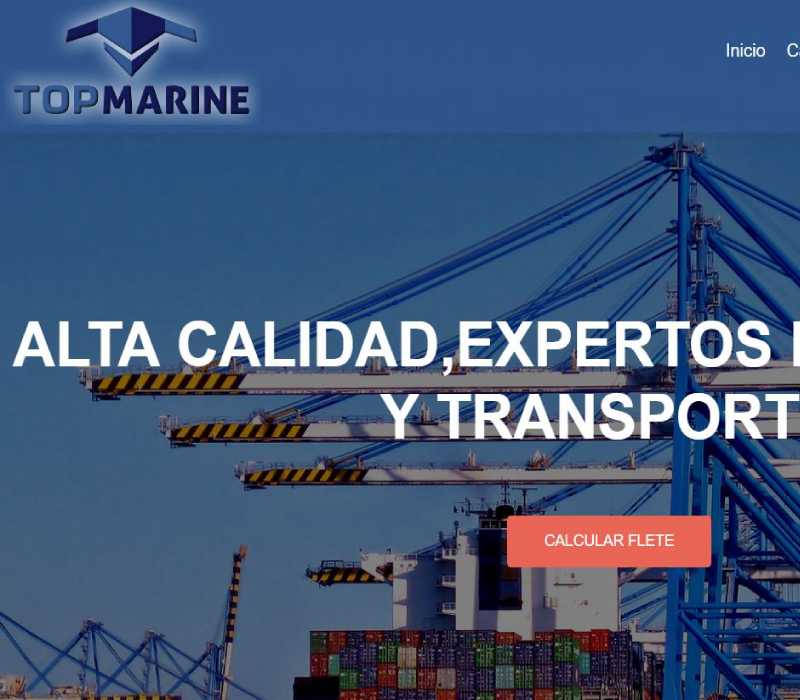 TOPMARINE
Inicio
ALTA CALIDAD,EXPERTOS
Y TRANSPORT
CALCULAR FLETE